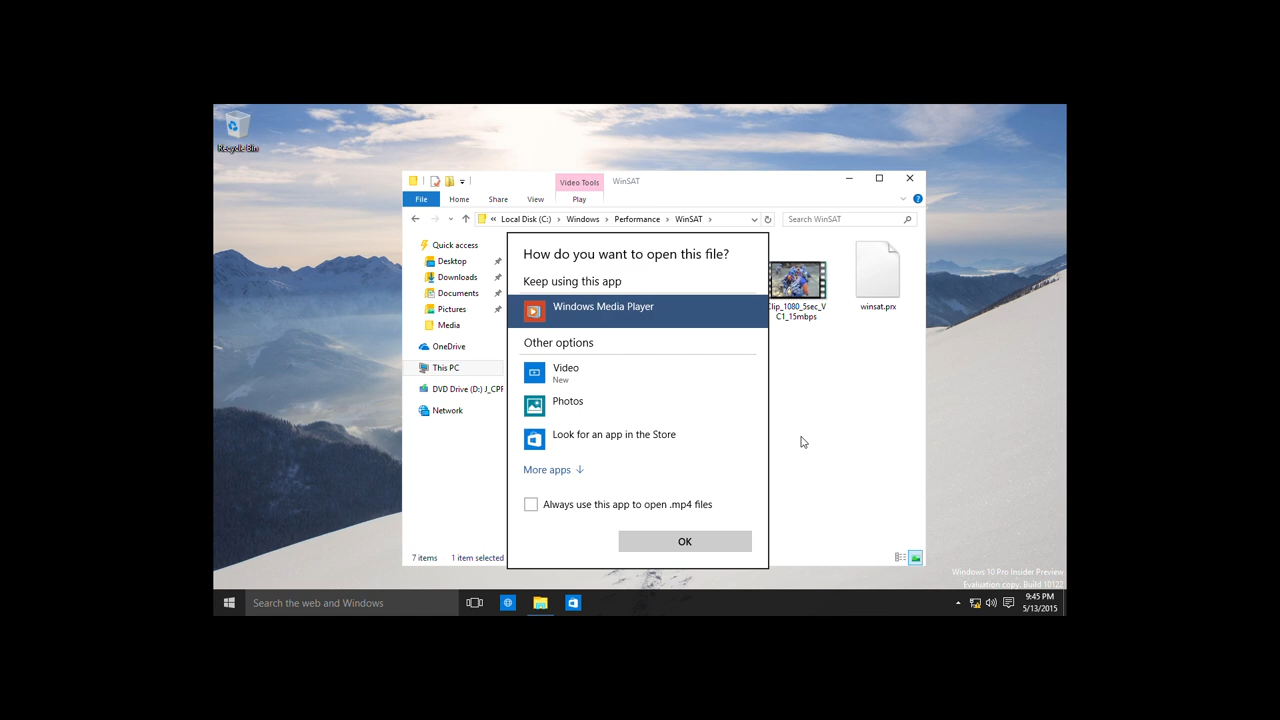 Recycle Bin
Video Tools
WinSAT
File
Home
Share
View
Play
« Local Disk (C:) › Windows › Performance › WinSAT ›
Search WinSAT
Quick access
Desktop
Downloads
Documents
Pictures
Media
OneDrive
This PC
DVD Drive (D:) J_CPR
Network
How do you want to open this file?
Keep using this app
Windows Media Player
Other options
Video
New
Photos
Look for an app in the Store
More apps
Always use this app to open .mp4 files
OK
Clip_1080_5sec_V
C1_15mbps
winsat.prx
7 items
1 item selected
Windows 10 Pro Insider Preview
Evaluation copy. Build 10122
Search the web and Windows
9:45 PM
5/13/2015